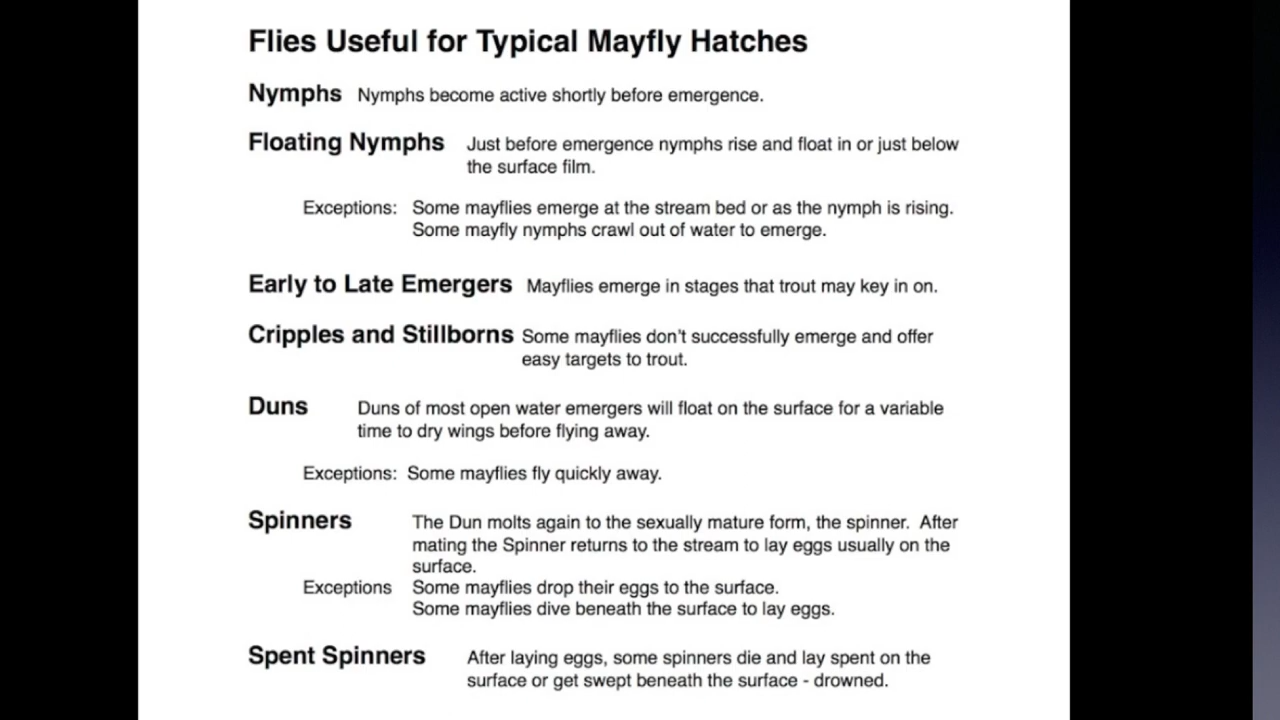 Flies Useful for Typical Mayfly Hatches
Nymphs Nymphs become active shortly before emergence.
Floating Nymphs Just before emergence nymphs rise and float in or just below
the surface film.
Exceptions: Some mayflies emerge at the stream bed or as the nymph is rising.
Some mayfly nymphs crawl out of water to emerge.
Early to Late Emergers Mayflies emerge in stages that trout may key in on.
Cripples and Stillborns Some mayflies don't successfully emerge and offer
easy targets to trout.
Duns Duns of most open water emergers will float on the surface for a variable
time to dry wings before flying away.
Exceptions: Some mayflies fly quickly away.
Spinners The Dun molts again to the sexually mature form, the spinner. After
mating the Spinner returns to the stream to lay eggs usually on the
surface.
Exceptions Some mayflies drop their eggs to the surface.
Some mayflies dive beneath the surface to lay eggs.
Spent Spinners After laying eggs, some spinners die and lay spent on the
surface or get swept beneath the surface - drowned.